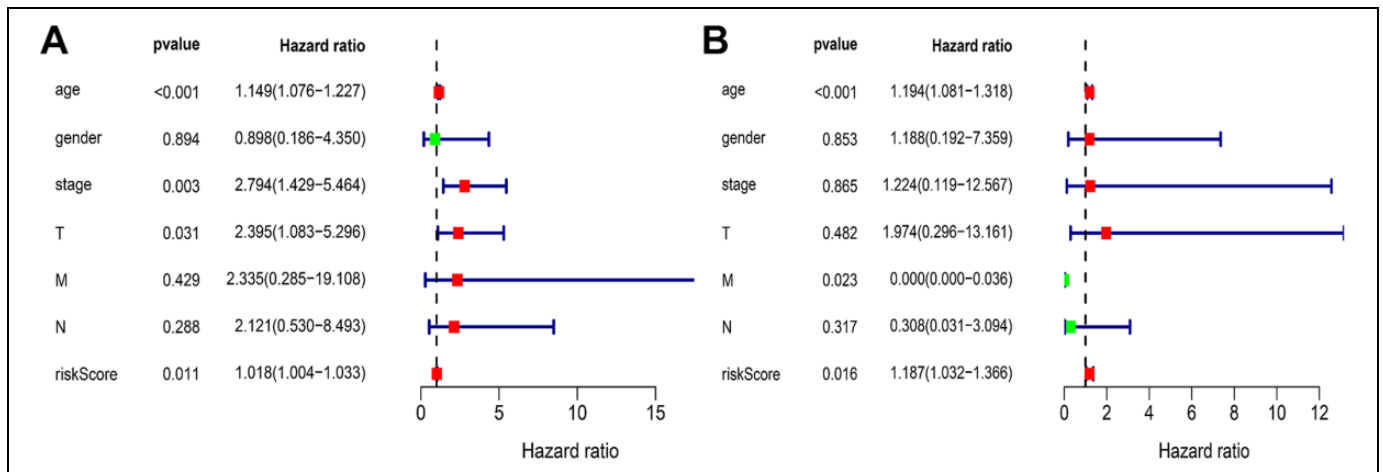 A pvalue Hazard ratio
age <0.001 1.149(1.076−1.227)
gender 0.894 0.898(0.186−4.350)
stage 0.003 2.794(1.429−5.464)
T 0.031 2.395(1.083−5.296)
M 0.429 2.335(0.285−19.108)
N 0.288 2.121(0.530−8.493)
riskScore 0.011 1.018(1.004−1.033)
0 5 10 15
Hazard ratio
B pvalue Hazard ratio
age <0.001 1.194(1.081−1.318)
gender 0.853 1.188(0.192−7.359)
stage 0.865 1.224(0.119−12.567)
T 0.482 1.974(0.296−13.161)
M 0.023 0.000(0.000−0.036)
N 0.317 0.308(0.031−3.094)
riskScore 0.016 1.187(1.032−1.366)
0 2 4 6 8 10 12
Hazard ratio